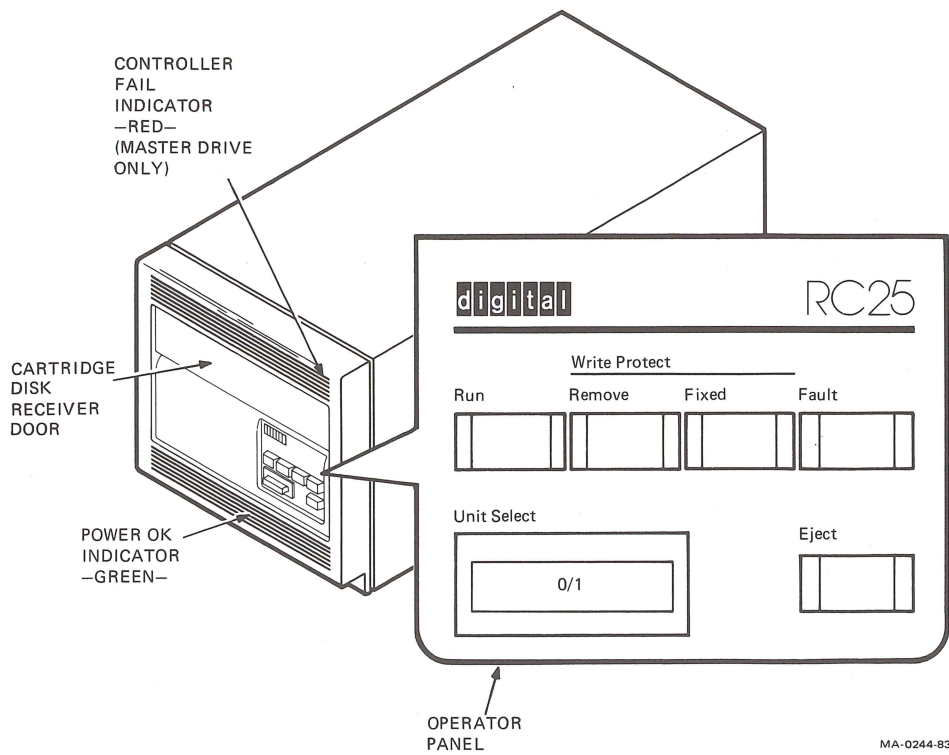 CONTROLLER
FAIL
INDICATOR
—RED—
(MASTER DRIVE
ONLY)
CARTRIDGE
DISK
RECEIVER
DOOR
POWER OK
INDICATOR
—GREEN—
digital RC25
Write Protect
Run Remove Fixed Fault
Unit Select
Eject
0/1
OPERATOR
PANEL
MA-0244-83